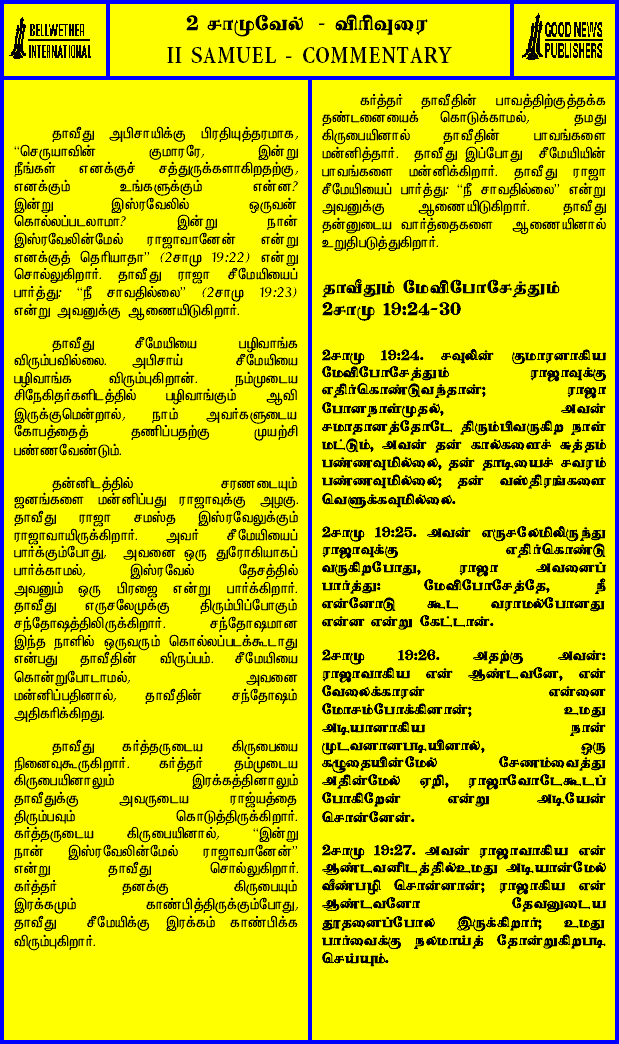 BELLWETHER
INTERNATIONAL
2 சாமுவேல் - விரிவுரை
II SAMUEL - COMMENTARY
GOOD NEWS
PUBLISHERS
தாவீது அபிசாயிக்கு பிரதியுத்தரமாக,
“செருயாவின் குமாரரே, இன்று
நீங்கள் எனக்குச் சத்துருக்களாகிறதற்கு,
எனக்கும் உங்களுக்கும் என்ன?
இன்று இஸ்ரவேலில் ஒருவன்
கொல்லப்படலாமா? இன்று நான்
இஸ்ரவேலின்மேல் ராஜாவானேன் என்று
எனக்குத் தெரியாதா” (2சாமு 19:22) என்று
சொல்லுகிறார். தாவீது ராஜா சீமேயியைப்
பார்த்து: “நீ சாவதில்லை” (2சாமு 19:23)
என்று அவனுக்கு ஆணையிடுகிறார்.
தாவீது சீமேயியை பழிவாங்க
விரும்பவில்லை. அபிசாய் சீமேயியை
பழிவாங்க விரும்புகிறான். நம்முடைய
சிநேகிதர்களிடத்தில் பழிவாங்கும் ஆவி
இருக்குமென்றால், நாம் அவர்களுடைய
கோபத்தைத் தணிப்பதற்கு முயற்சி
பண்ணவேண்டும்.
தன்னிடத்தில் சரணடையும்
ஜனங்களை மன்னிப்பது ராஜாவுக்கு அழகு.
தாவீது ராஜா சமஸ்த இஸ்ரவேலுக்கும்
ராஜாவாயிருக்கிறார். அவர் சீமேயியைப்
பார்க்கும்போது, அவனை ஒரு துரோகியாகப்
பார்க்காமல், இஸ்ரவேல் தேசத்தில்
அவனும் ஒரு பிரஜை என்று பார்க்கிறார்.
தாவீது எருசலேமுக்கு திரும்பிப்போகும்
சந்தோஷத்திலிருக்கிறார். சந்தோஷமான
இந்த நாளில் ஒருவரும் கொல்லப்படக்கூடாது
என்பது தாவீதின் விருப்பம். சீமேயியை
கொன்றுபோடாமல், அவனை
மன்னிப்பதினால், தாவீதின் சந்தோஷம்
அதிகரிக்கிறது.
தாவீது கர்த்தருடைய கிருபையை
நினைவுகூருகிறார். கர்த்தர் தம்முடைய
கிருபையினாலும் இரக்கத்தினாலும்
தாவீதுக்கு அவருடைய ராஜ்யத்தை
திரும்பவும் கொடுத்திருக்கிறார்.
கர்த்தருடைய கிருபையினால், “இன்று
நான் இஸ்ரவேலின்மேல் ராஜாவானேன்”
என்று தாவீது சொல்லுகிறார்.
கர்த்தர் தனக்கு கிருபையும்
இரக்கமும் காண்பித்திருக்கும்போது,
தாவீது சீமேயிக்கு இரக்கம் காண்பிக்க
விரும்புகிறார்.
கர்த்தர் தாவீதின் பாவத்திற்குத்தக்க
தண்டனையைக் கொடுக்காமல், தமது
கிருபையினால் தாவீதின் பாவங்களை
மன்னித்தார். தாவீது இப்போது சீமேயியின்
பாவங்களை மன்னிக்கிறார். தாவீது ராஜா
சீமேயியைப் பார்த்து: “நீ சாவதில்லை” என்று
அவனுக்கு ஆணையிடுகிறார். தாவீது
தன்னுடைய வார்த்தைகளை ஆணையினால்
உறுதிபடுத்துகிறார்.
தாவீதும் மேவிபோசேத்தும்
2சாமு 19:24-30
2சாமு 19:24. சவுலின் குமாரனாகிய
மேவிபோசேத்தும் ராஜாவுக்கு
எதிர்கொண்டுவந்தான்; ராஜா
போனநாள்முதல், அவன்
சமாதானத்தோடே திரும்பிவருகிற நாள்
மட்டும், அவன் தன் கால்களைச் சுத்தம்
பண்ணவுமில்லை, தன் தாடியைச் சவரம்
பண்ணவுமில்லை; தன் வஸ்திரங்களை
வெளுக்கவுமில்லை.
2சாமு 19:25. அவன் எருசலேமிலிருந்து
ராஜாவுக்கு எதிர்கொண்டு
வருகிறபோது, ராஜா அவனைப்
பார்த்து: மேவிபோசேத்தே, நீ
என்னோடு கூட வராமல்போனது
என்ன என்று கேட்டான்.
2சாமு 19:26. அதற்கு அவன்:
ராஜாவாகிய என் ஆண்டவனே, என்
வேலைக்காரன் என்னை
மோசம்போக்கினான்; உமது
அடியானாகிய நான்
முடவனானபடியினால், ஒரு
கழுதையின்மேல் சேணம்வைத்து
அதின்மேல் ஏறி, ராஜாவோடேகூடப்
போகிறேன் என்று அடியேன்
சொன்னேன்.
2சாமு 19:27. அவன் ராஜாவாகிய என்
ஆண்டவனிடத்தில்உமது அடியான்மேல்
வீண்பழி சொன்னான்; ராஜாகிய என்
ஆண்டவனோ தேவனுடைய
தூதனைப்போல இருக்கிறார்; உமது
பார்வைக்கு நலமாய்த் தோன்றுகிறபடி
செய்யும்.